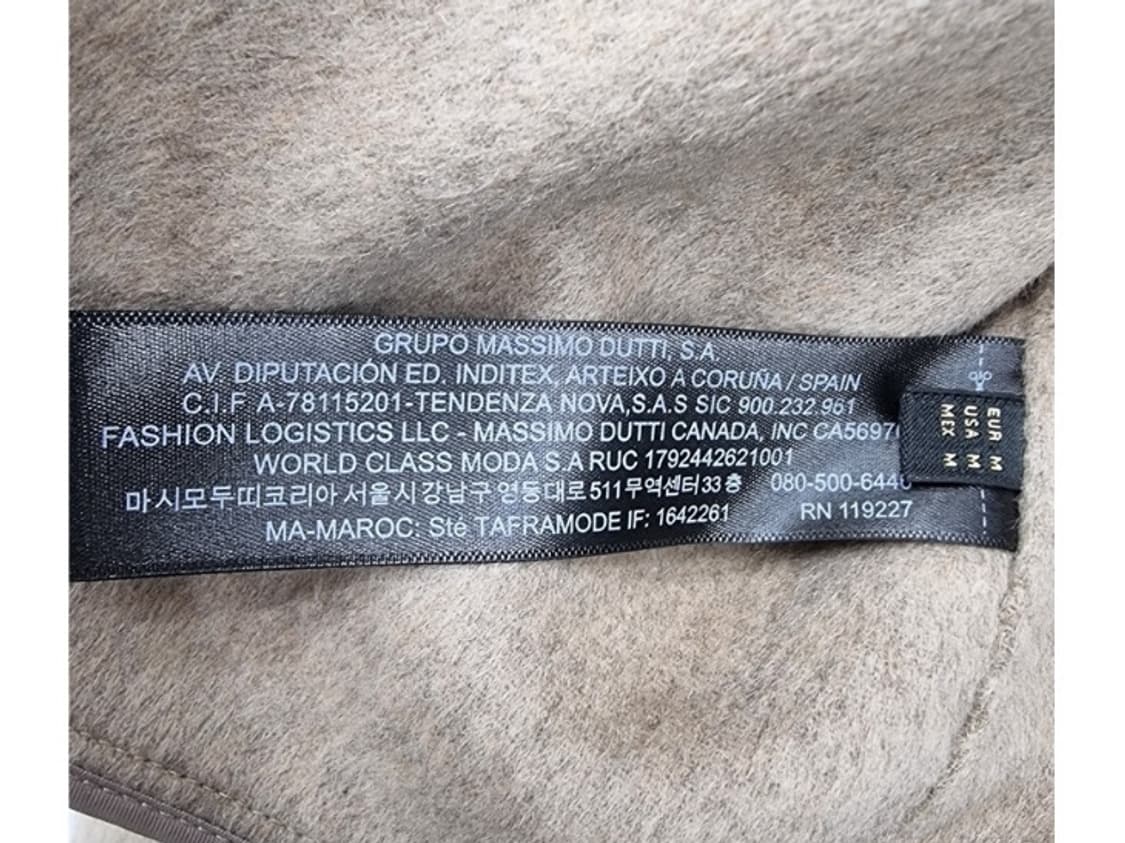 GRUPO MASSIMO DUTTI, S.A.
AV. DIPUTACIÓN ED. INDITEX, ARTEIXO A CORUÑA / SPAIN
C.I.F A-78115201-TENDENZA NOVA,S.A.S SIC 900.232.961
FASHION LOGISTICS LLC - MASSIMO DUTTI CANADA, INC
WORLD CLASS MODA S.A RUC 1792442621001
마시모두띠코리아 서울시강남구 영동대로511무역센터33층
MA-MAROC: Sté TAFRAMODE IF: 1642261 RN 119227
EUR M
USA M
MEX M